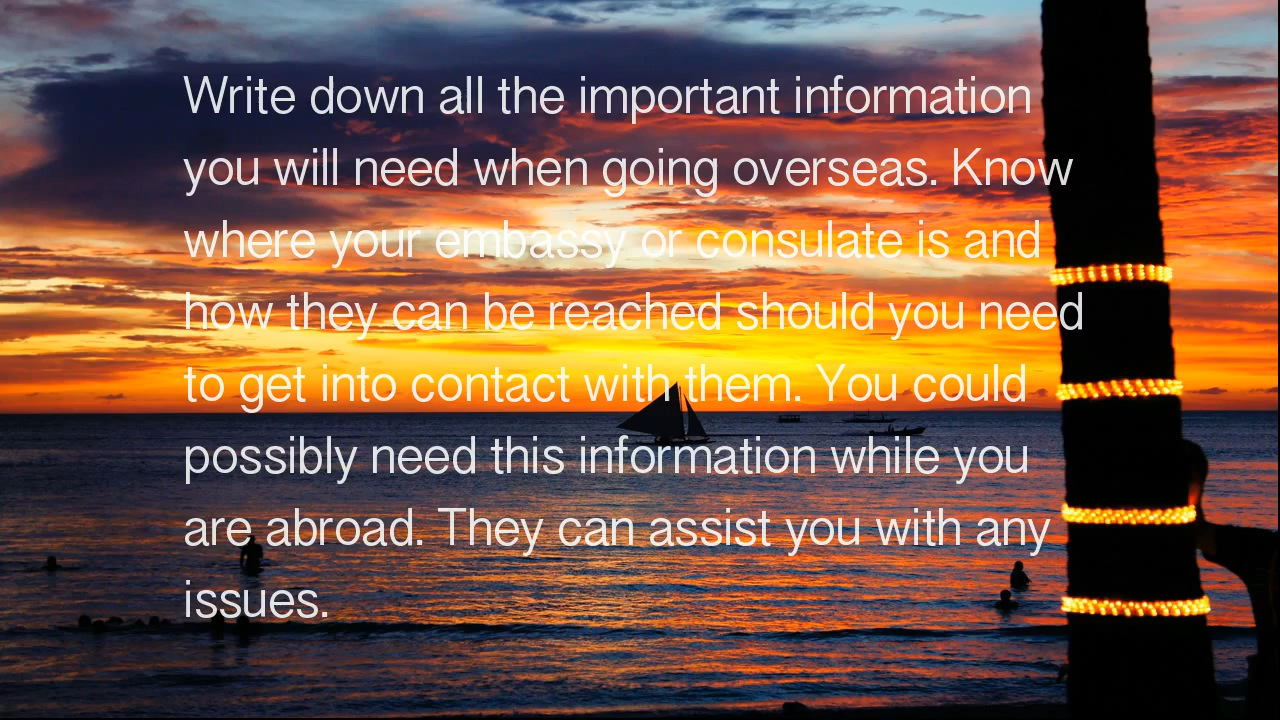 Write down all the important information
you will need when going overseas. Know
where your embassy or consulate is and
how they can be reached should you need
to get into contact with them. You could
possibly need this information while you
are abroad. They can assist you with any
issues.